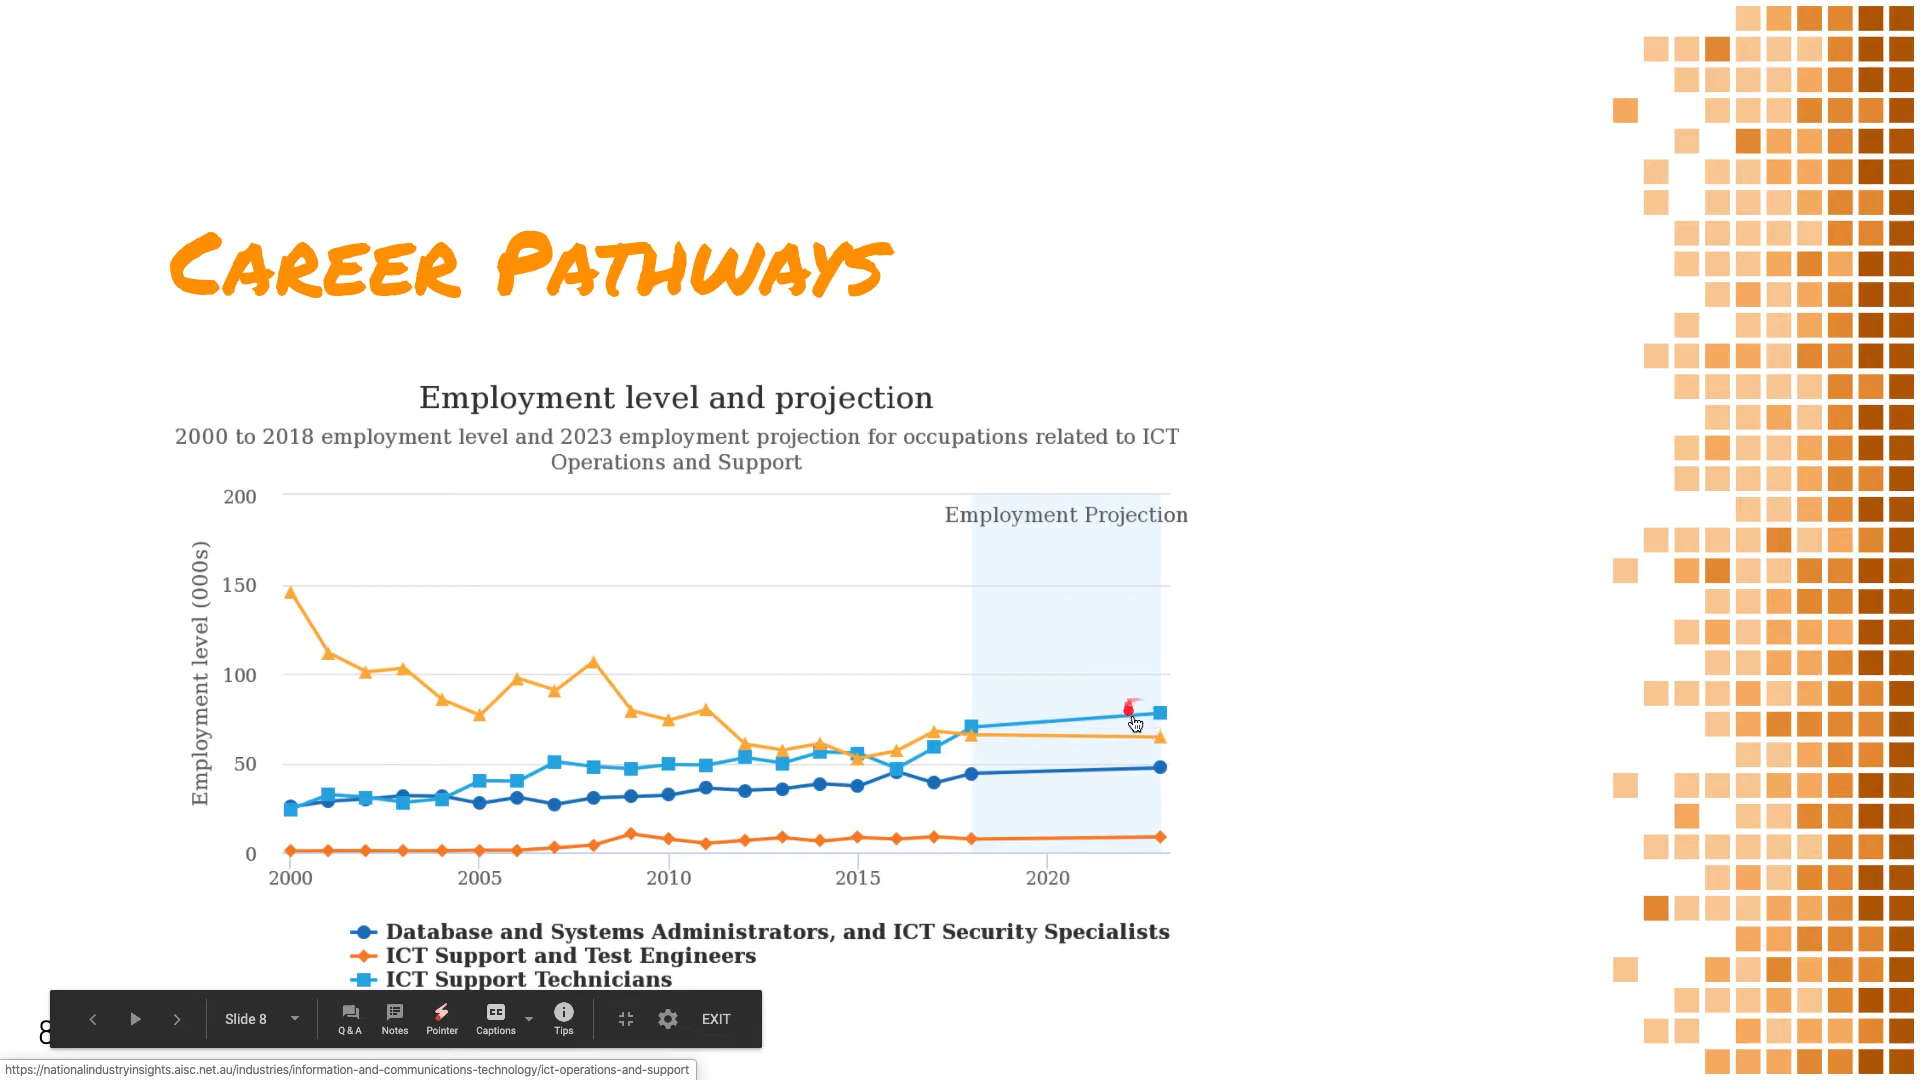 Career Pathways
Employment level and projection
2000 to 2018 employment level and 2023 employment projection for occupations related to ICT
Operations and Support
Employment Projection
Employment level (000s)
200
150
100
50
0
2000 2005 2010 2015 2020
Database and Systems Administrators, and ICT Security Specialists
ICT Support and Test Engineers
ICT Support Technicians
8
Slide 8
Q & A
Notes
Pointer
CC
Captions
Tips
EXIT
https://nationalindustryinsights.aisc.net.au/industries/information-and-communications-technology/ict-operations-and-support